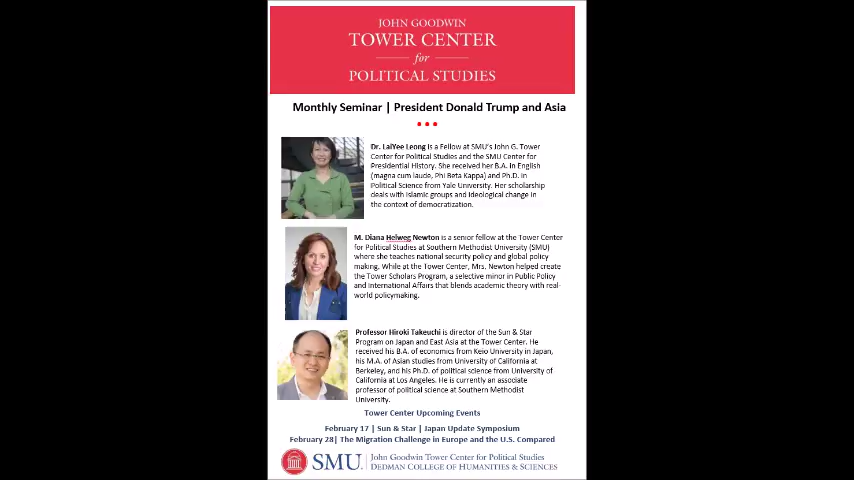 JOHN GOODWIN
TOWER CENTER
for
POLITICAL STUDIES
Monthly Seminar | President Donald Trump and Asia
Dr. LaiYee Leong is a Fellow at SMU's John G. Tower
Center for Political Studies and the SMU Center for
Presidential History. She received her B.A. in English
(magna cum laude, Phi Beta Kappa) and Ph.D. in
Political Science from Yale University. Her scholarship
deals with Islamic groups and ideological change in
the context of democratization.
M. Diana Helweg Newton is a senior fellow at the Tower Center
for Political Studies at Southern Methodist University (SMU)
where she teaches national security policy and global policy
making. While at the Tower Center, Mrs. Newton helped create
the Tower Scholars Program, a selective minor in Public Policy
and International Affairs that blends academic theory with real-
world policymaking.
Professor Hiroki Takeuchi is director of the Sun & Star
Program on Japan and East Asia at the Tower Center. He
received his B.A. of economics from Keio University in Japan,
his M.A. of Asian studies from University of California at
Berkeley, and his Ph.D. of political science from University of
California at Los Angeles. He is currently an associate
professor of political science at Southern Methodist
University.
Tower Center Upcoming Events
February 17 | Sun & Star | Japan Update Symposium
February 28| The Migration Challenge in Europe and the U.S. Compared
SMU. John Goodwin Tower Center for Political Studies
DEDMAN COLLEGE OF HUMANITIES & SCIENCES